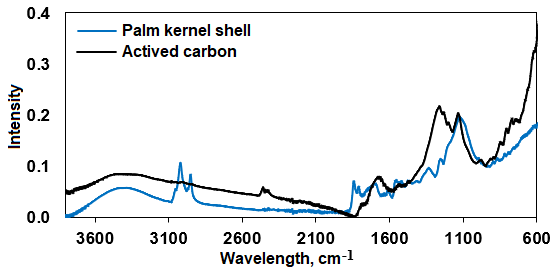 0.4
Palm kernel shell
Actived carbon
0.3
Intensity
0.2
0.1
0.0
3600 3100 2600 2100 1600 1100 600
Wavelength, cm⁻¹